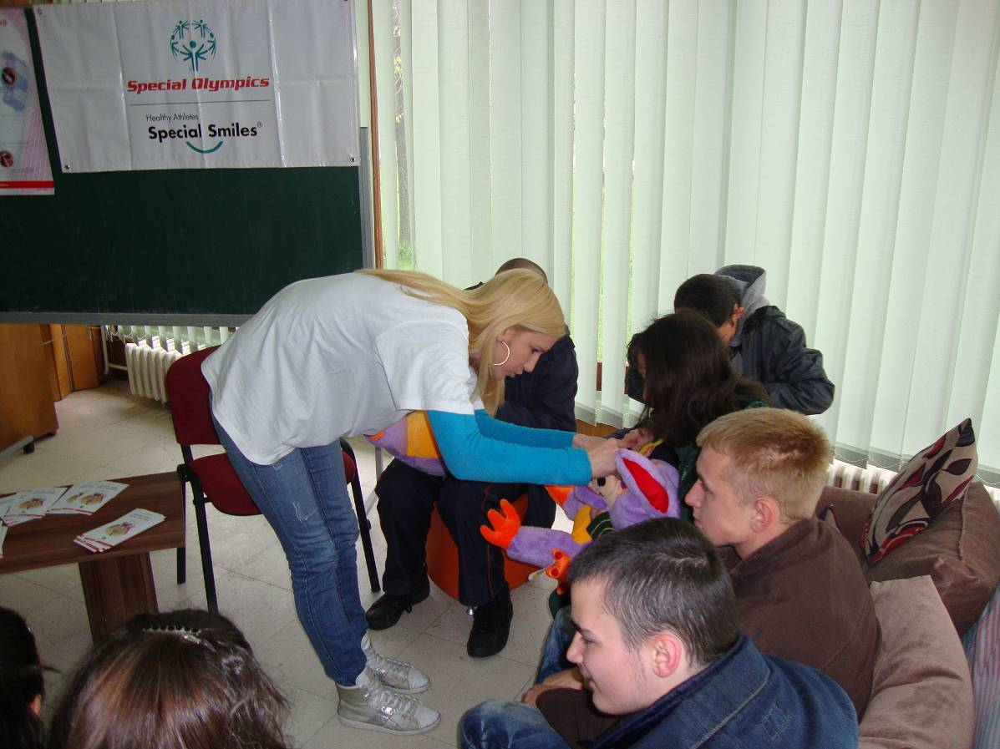 Special Olympics
Healthy Athletes
Special Smiles®